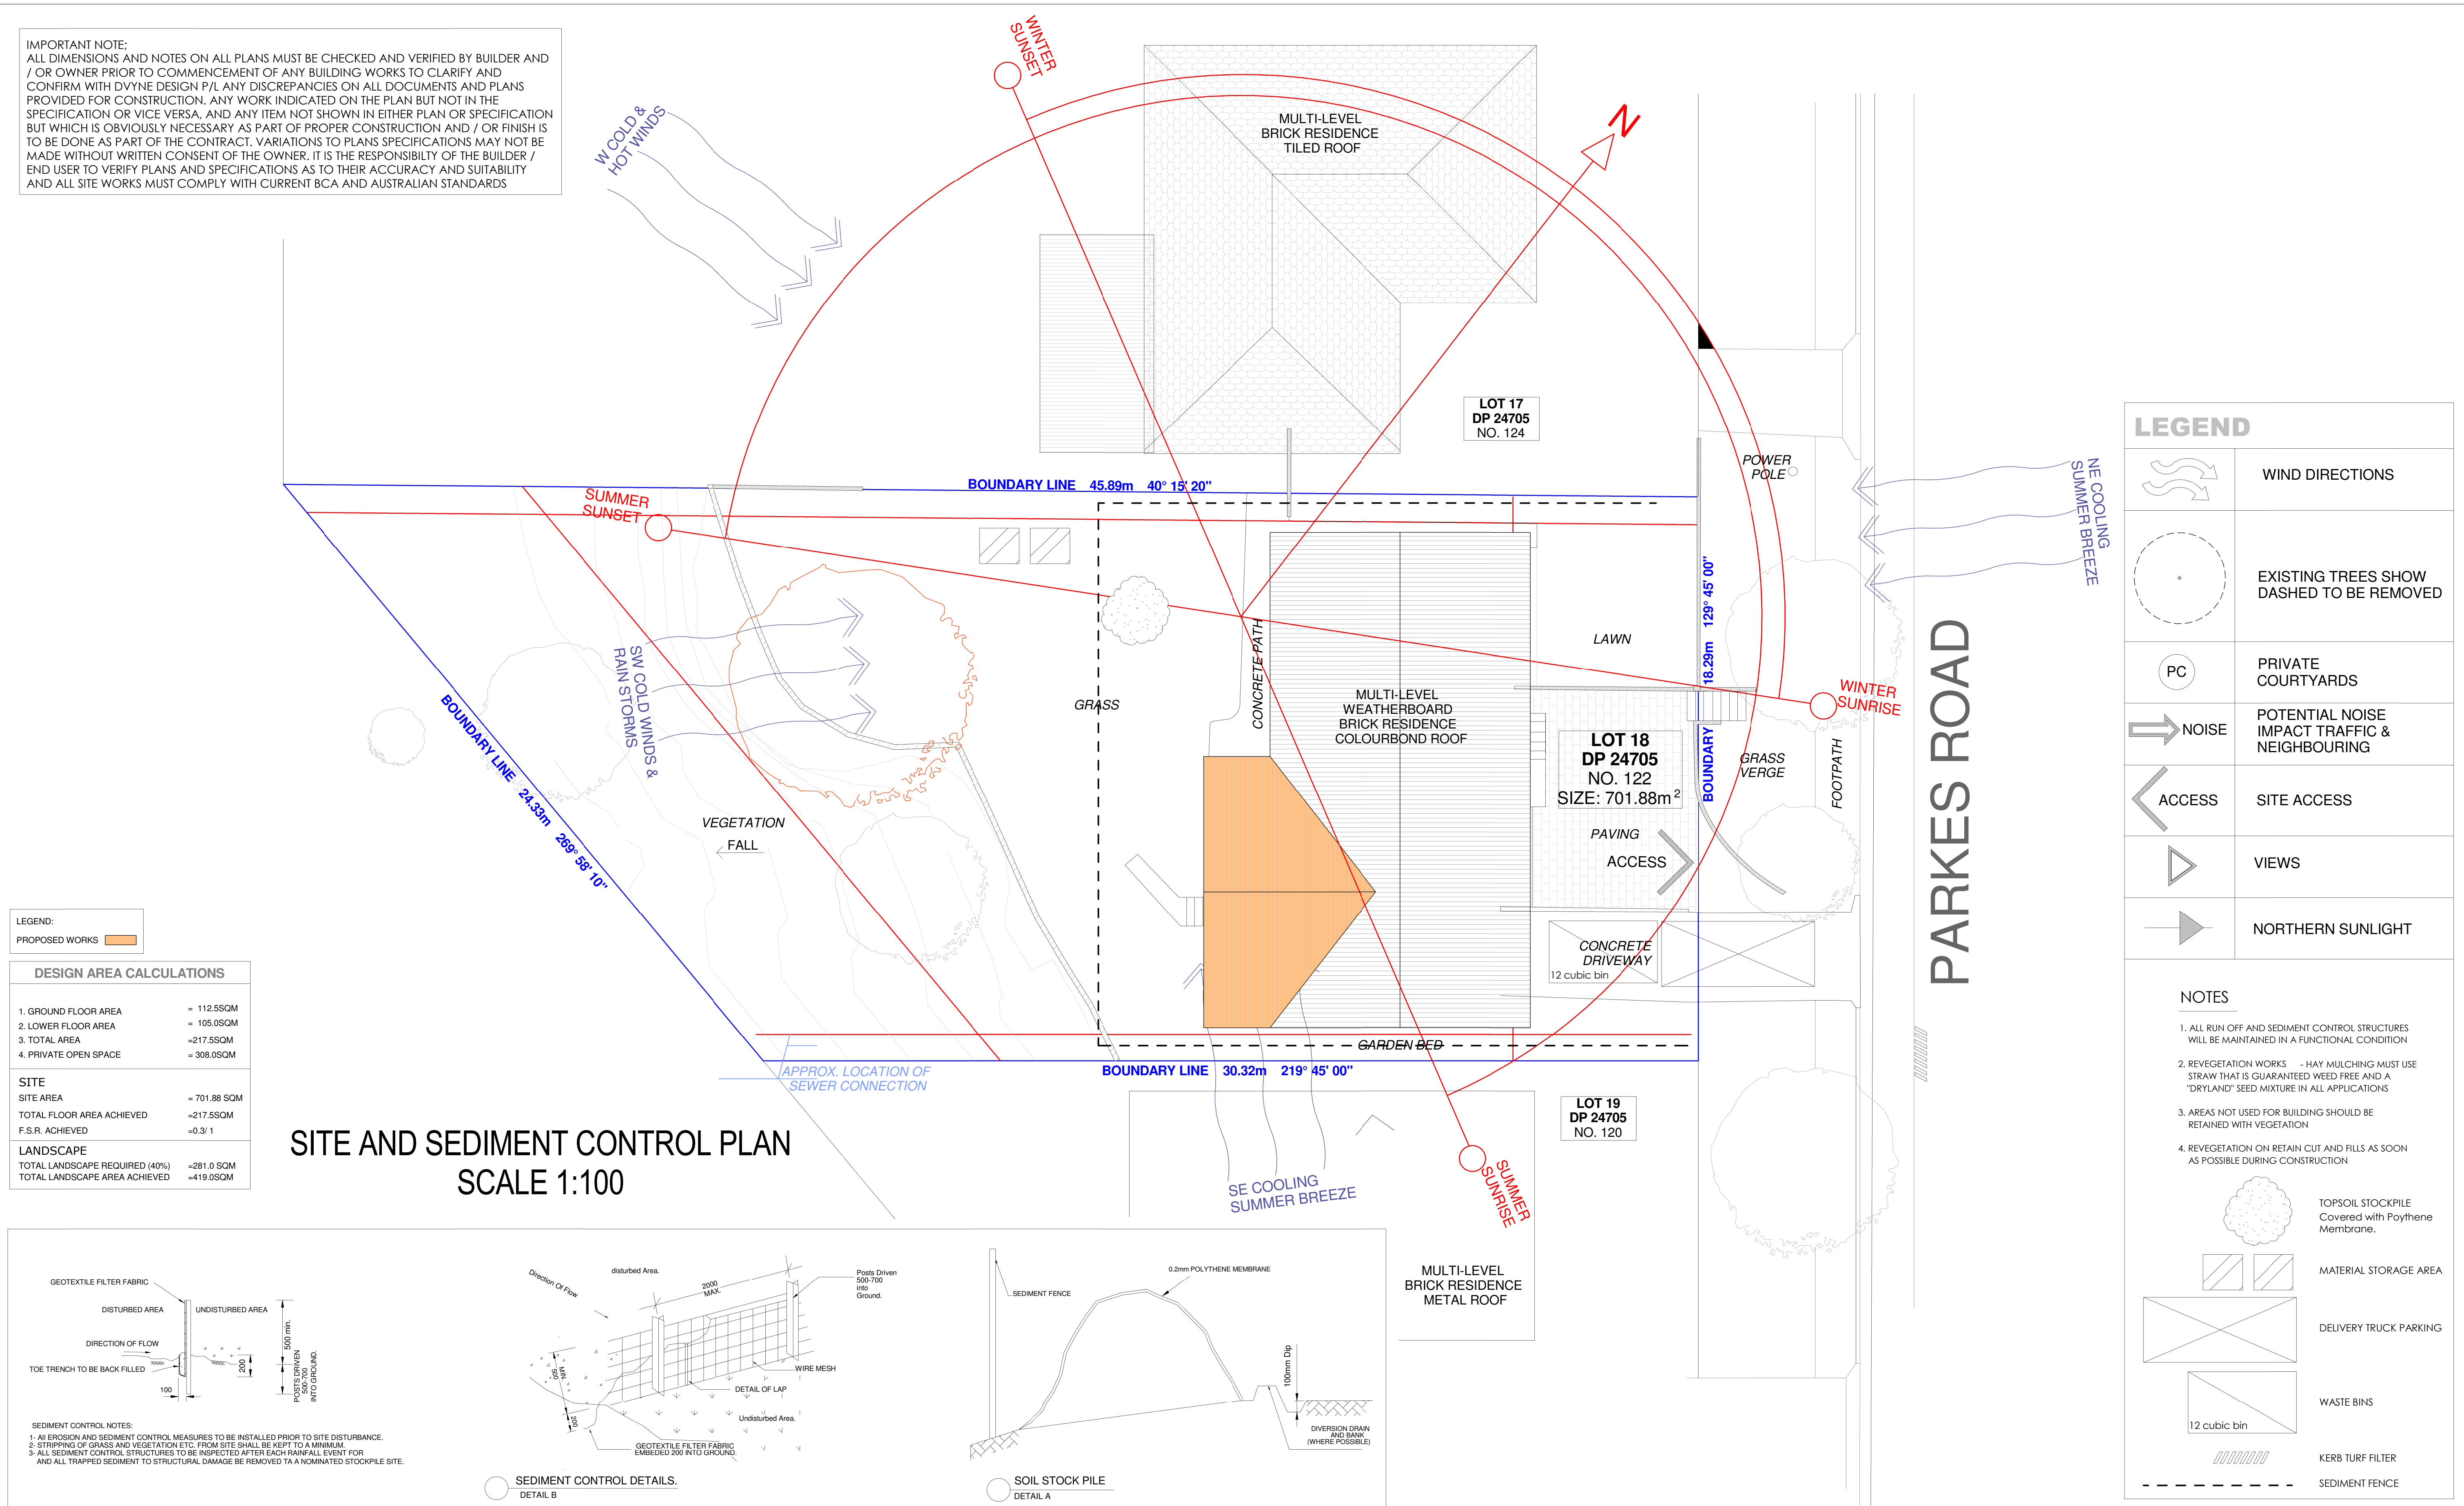 IMPORTANT NOTE;
ALL DIMENSIONS AND NOTES ON ALL PLANS MUST BE CHECKED AND VERIFIED BY BUILDER AND
/ OR OWNER PRIOR TO COMMENCEMENT OF ANY BUILDING WORKS TO CLARIFY AND
CONFIRM WITH DVYNE DESIGN P/L ANY DISCREPANCIES ON ALL DOCUMENTS AND PLANS
PROVIDED FOR CONSTRUCTION. ANY WORK INDICATED ON THE PLAN BUT NOT IN THE
SPECIFICATION OR VICE VERSA, AND ANY ITEM NOT SHOWN IN EITHER PLAN OR SPECIFICATION
BUT WHICH IS OBVIOUSLY NECESSARY AS PART OF PROPER CONSTRUCTION AND / OR FINISH IS
TO BE DONE AS PART OF THE CONTRACT. VARIATIONS TO PLANS SPECIFICATIONS MAY NOT BE
MADE WITHOUT WRITTEN CONSENT OF THE OWNER. IT IS THE RESPONSIBILTY OF THE BUILDER /
END USER TO VERIFY PLANS AND SPECIFICATIONS AS TO THEIR ACCURACY AND SUITABILITY
AND ALL SITE WORKS MUST COMPLY WITH CURRENT BCA AND AUSTRALIAN STANDARDS
WINTER
SUNSET
W COLD &
HOT WINDS
N
MULTI-LEVEL
BRICK RESIDENCE
TILED ROOF
LOT 17
DP 24705
NO. 124
POWER
POLE
NE COOLING
SUMMER BREEZE
BOUNDARY LINE 45.89m 40° 15' 20"
SUMMER
SUNSET
SW COLD WINDS &
RAIN STORMS
BOUNDARY LINE 24.33m 269° 58' 10"
GRASS
CONCRETE PATH
VEGETATION
FALL
MULTI-LEVEL
WEATHERBOARD
BRICK RESIDENCE
COLOURBOND ROOF
LAWN
BOUNDARY 18.29m 129° 45' 00"
WINTER
SUNRISE
LOT 18
DP 24705
NO. 122
SIZE: 701.88m²
PAVING
ACCESS
GRASS
VERGE
FOOTPATH
PARKES ROAD
CONCRETE
DRIVEWAY
12 cubic bin
GARDEN BED
BOUNDARY LINE 30.32m 219° 45' 00"
APPROX. LOCATION OF
SEWER CONNECTION
LOT 19
DP 24705
NO. 120
SE COOLING
SUMMER BREEZE
SUMMER
SUNRISE
MULTI-LEVEL
BRICK RESIDENCE
METAL ROOF
LEGEND:
PROPOSED WORKS
DESIGN AREA CALCULATIONS
1. GROUND FLOOR AREA = 112.5SQM
2. LOWER FLOOR AREA = 105.0SQM
3. TOTAL AREA =217.5SQM
4. PRIVATE OPEN SPACE = 308.0SQM
SITE
SITE AREA = 701.88 SQM
TOTAL FLOOR AREA ACHIEVED =217.5SQM
F.S.R. ACHIEVED =0.3/ 1
LANDSCAPE
TOTAL LANDSCAPE REQUIRED (40%) =281.0 SQM
TOTAL LANDSCAPE AREA ACHIEVED =419.0SQM
SITE AND SEDIMENT CONTROL PLAN
SCALE 1:100
GEOTEXTILE FILTER FABRIC
DISTURBED AREA
UNDISTURBED AREA
DIRECTION OF FLOW
TOE TRENCH TO BE BACK FILLED
100
200
500 min.
POSTS DRIVEN
500-700
INTO GROUND.
SEDIMENT CONTROL NOTES:
1- All EROSION AND SEDIMENT CONTROL MEASURES TO BE INSTALLED PRIOR TO SITE DISTURBANCE.
2- STRIPPING OF GRASS AND VEGETATION ETC. FROM SITE SHALL BE KEPT TO A MINIMUM.
3- ALL SEDIMENT CONTROL STRUCTURES TO BE INSPECTED AFTER EACH RAINFALL EVENT FOR
AND ALL TRAPPED SEDIMENT TO STRUCTURAL DAMAGE BE REMOVED TA A NOMINATED STOCKPILE SITE.
Direction Of Flow
disturbed Area.
2000
MAX.
Posts Driven
500-700
into
Ground.
MIN.
500
200
WIRE MESH
DETAIL OF LAP
Undisturbed Area.
GEOTEXTILE FILTER FABRIC
EMBEDED 200 INTO GROUND.
SEDIMENT CONTROL DETAILS.
DETAIL B
SEDIMENT FENCE
0.2mm POLYTHENE MEMBRANE
100mm Dip
DIVERSION DRAIN
AND BANK
(WHERE POSSIBLE)
SOIL STOCK PILE
DETAIL A
LEGEND
WIND DIRECTIONS
EXISTING TREES SHOW
DASHED TO BE REMOVED
PC
PRIVATE
COURTYARDS
NOISE
POTENTIAL NOISE
IMPACT TRAFFIC &
NEIGHBOURING
ACCESS
SITE ACCESS
VIEWS
NORTHERN SUNLIGHT
NOTES
1. ALL RUN OFF AND SEDIMENT CONTROL STRUCTURES
WILL BE MAINTAINED IN A FUNCTIONAL CONDITION
2. REVEGETATION WORKS - HAY MULCHING MUST USE
STRAW THAT IS GUARANTEED WEED FREE AND A
"DRYLAND" SEED MIXTURE IN ALL APPLICATIONS
3. AREAS NOT USED FOR BUILDING SHOULD BE
RETAINED WITH VEGETATION
4. REVEGETATION ON RETAIN CUT AND FILLS AS SOON
AS POSSIBLE DURING CONSTRUCTION
TOPSOIL STOCKPILE
Covered with Poythene
Membrane.
MATERIAL STORAGE AREA
DELIVERY TRUCK PARKING
12 cubic bin
WASTE BINS
KERB TURF FILTER
SEDIMENT FENCE